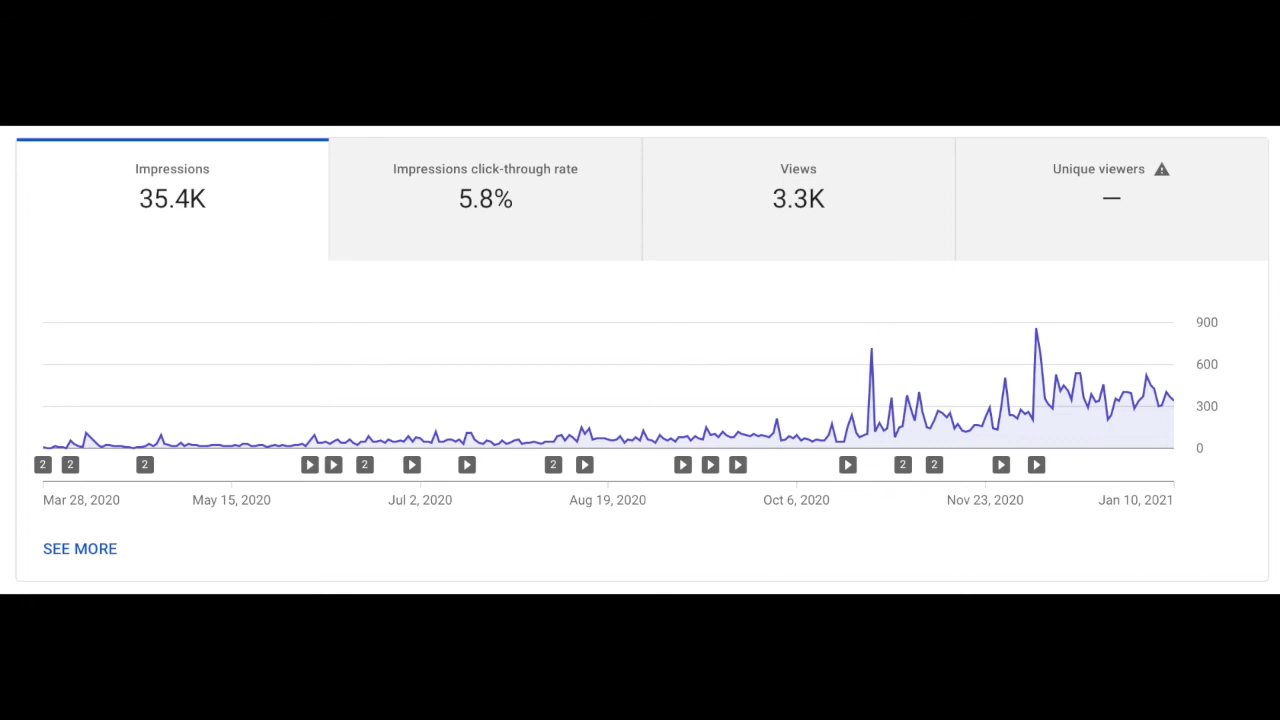 Impressions Impressions click-through rate Views Unique viewers
35.4K 5.8% 3.3K —
900
600
300
0
2 2 2 2 2 2 2
Mar 28, 2020 May 15, 2020 Jul 2, 2020 Aug 19, 2020 Oct 6, 2020 Nov 23, 2020 Jan 10, 2021
SEE MORE